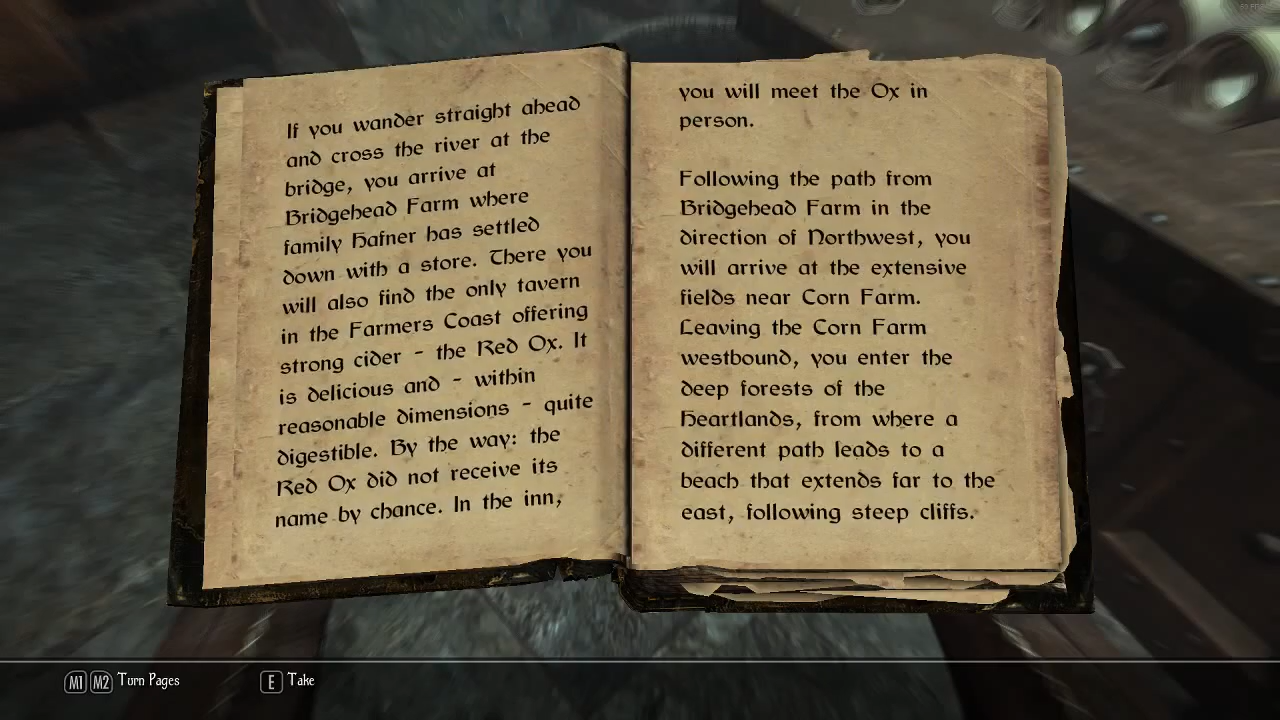 If you wander straight ahead
and cross the river at the
bridge, you arrive at
Bridgehead Farm where
family Hafner has settled
down with a store. There you
will also find the only tavern
in the Farmers Coast offering
strong cider - the Red Ox. It
is delicious and - within
reasonable dimensions - quite
digestible. By the way: the
Red Ox did not receive its
name by chance. In the inn,
you will meet the Ox in
person.
Following the path from
Bridgehead Farm in the
direction of Northwest, you
will arrive at the extensive
fields near Corn Farm.
Leaving the Corn Farm
westbound, you enter the
deep forests of the
Heartlands, from where a
different path leads to a
beach that extends far to the
east, following steep cliffs.
M1 M2 Turn Pages
E Take